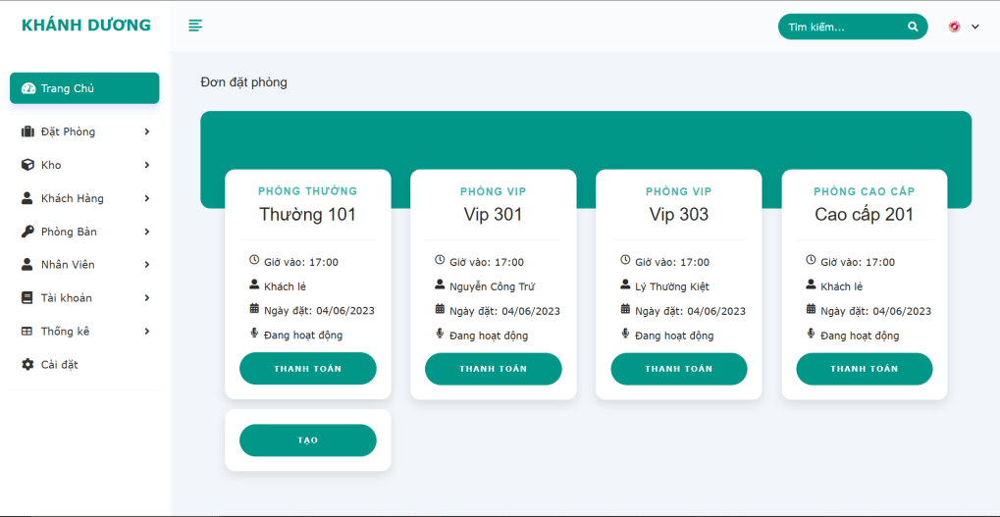 KHÁNH DƯƠNG
Tìm kiếm...
Trang Chủ
Đặt Phòng
Kho
Khách Hàng
Phòng Bàn
Nhân Viên
Tài khoản
Thống kê
Cài đặt
Đơn đặt phòng
PHÒNG THƯỜNG
Thường 101
Giờ vào: 17:00
Khách lẻ
Ngày đặt: 04/06/2023
Đang hoạt động
THANH TOÁN
PHÒNG VIP
Vip 301
Giờ vào: 17:00
Nguyễn Công Trứ
Ngày đặt: 04/06/2023
Đang hoạt động
THANH TOÁN
PHÒNG VIP
Vip 303
Giờ vào: 17:00
Lý Thường Kiệt
Ngày đặt: 04/06/2023
Đang hoạt động
THANH TOÁN
PHÒNG CAO CẤP
Cao cấp 201
Giờ vào: 17:00
Khách lẻ
Ngày đặt: 04/06/2023
Đang hoạt động
THANH TOÁN
TẠO